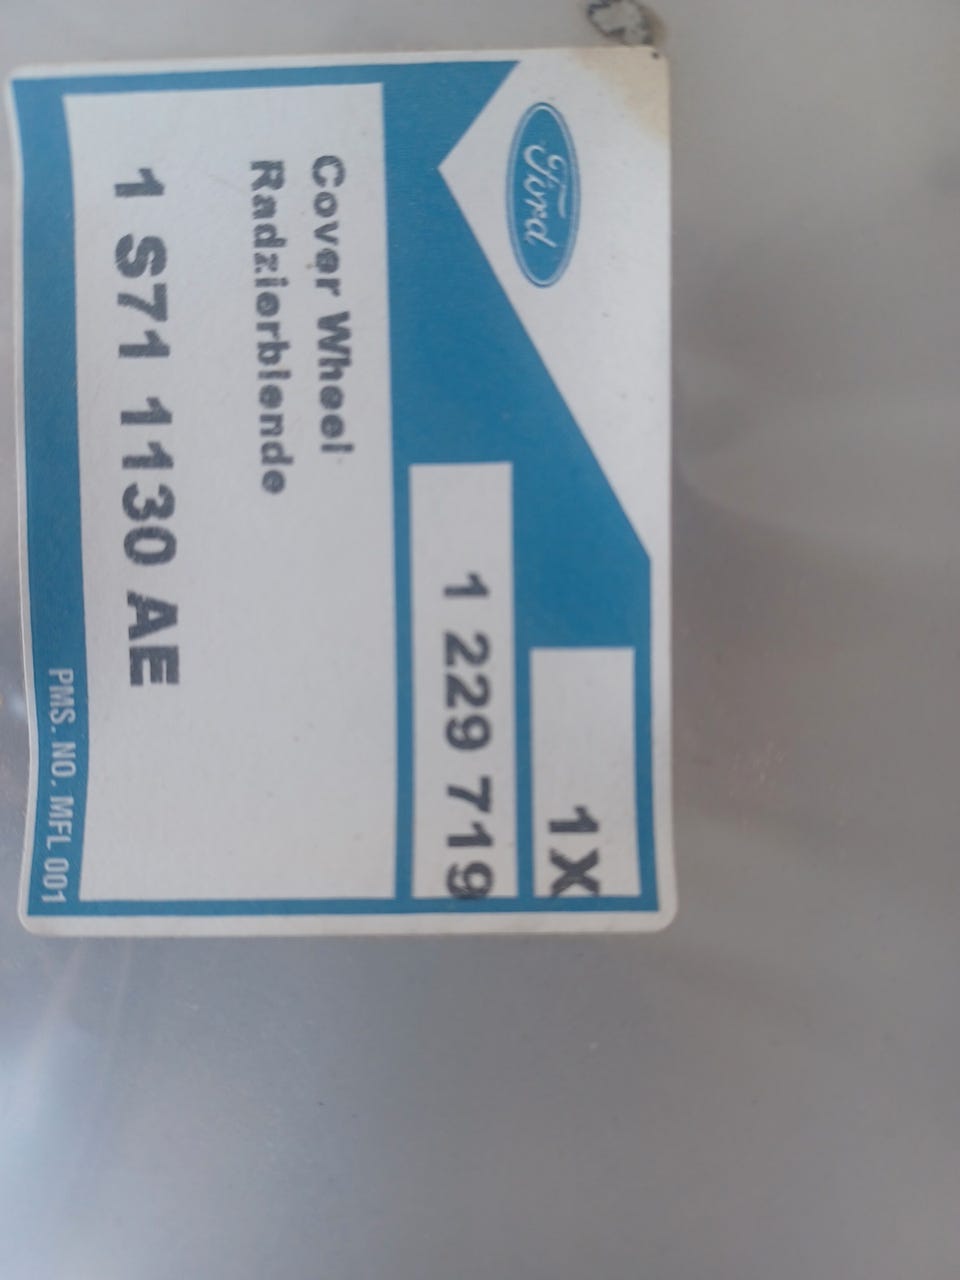 Ford
1X
1 229 719
Cover Wheel
Radzierblende
1 S71 1130 AE
PMS. NO. MFL 001